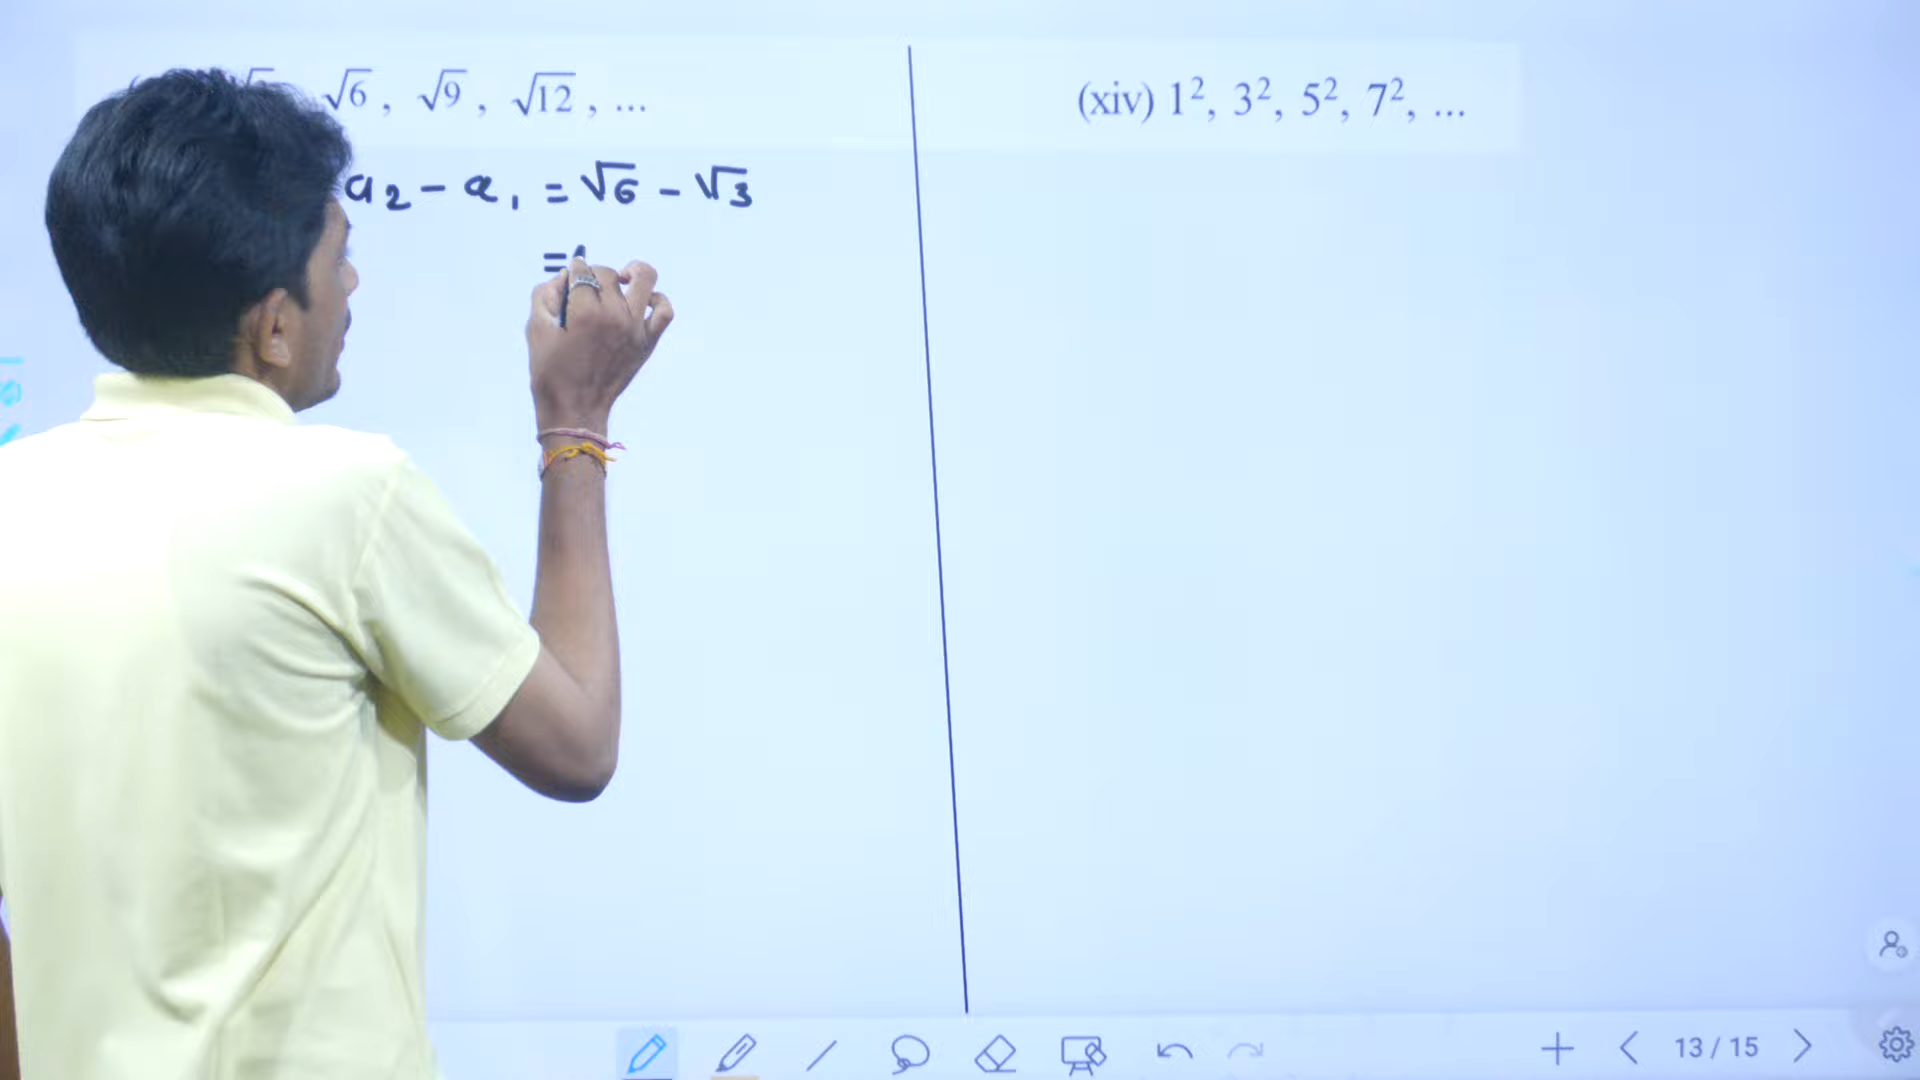 √6, √9, √12, ...
a₂ - a₁ = √6 - √3
=
(xiv) 1², 3², 5², 7², ...
13 / 15